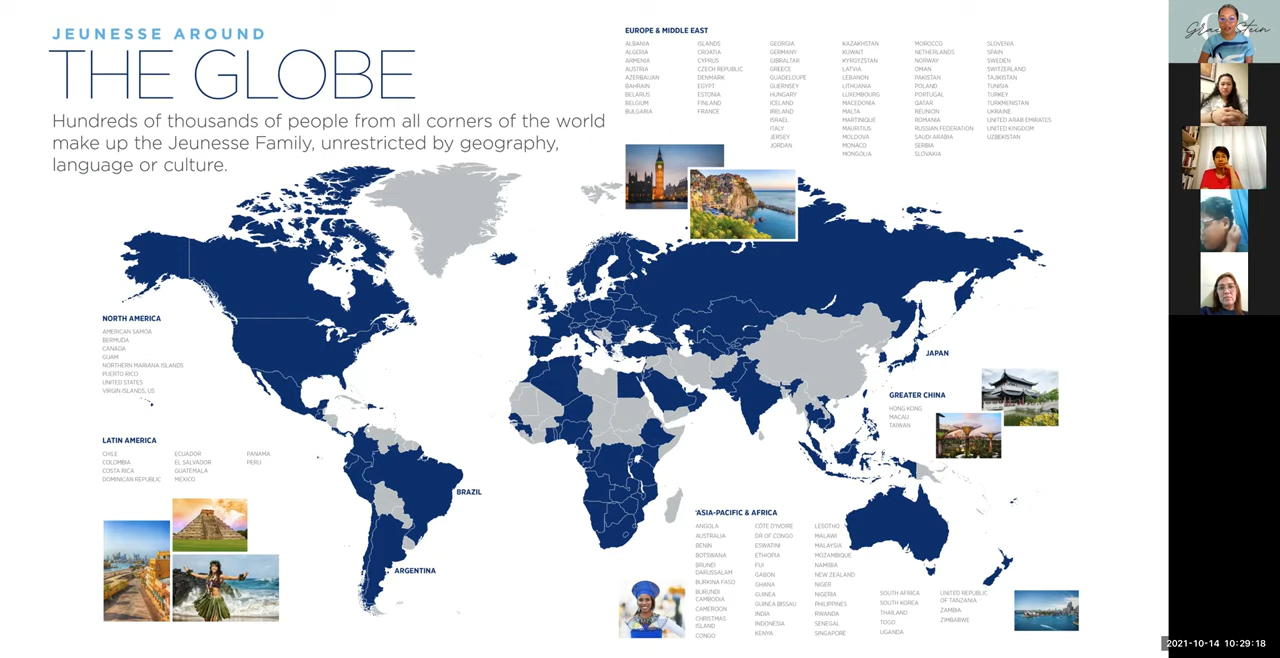 JEUNESSE AROUND
THE GLOBE
Hundreds of thousands of people from all corners of the world
make up the Jeunesse Family, unrestricted by geography,
language or culture.
EUROPE & MIDDLE EAST
ALBANIA
ALGERIA
ARMENIA
AUSTRIA
AZERBAIJAN
BAHRAIN
BELARUS
BELGIUM
BULGARIA
ISLANDS
CROATIA
CYPRUS
CZECH REPUBLIC
DENMARK
EGYPT
ESTONIA
FINLAND
FRANCE
GEORGIA
GERMANY
GIBRALTAR
GREECE
GUADELOUPE
GUERNSEY
HUNGARY
ICELAND
IRELAND
ISRAEL
ITALY
JERSEY
JORDAN
KAZAKHSTAN
KUWAIT
KYRGYZSTAN
LATVIA
LEBANON
LITHUANIA
LUXEMBOURG
MACEDONIA
MALTA
MARTINIQUE
MAURITIUS
MOLDOVA
MONACO
MONGOLIA
MOROCCO
NETHERLANDS
NORWAY
OMAN
PAKISTAN
POLAND
PORTUGAL
QATAR
REUNION
ROMANIA
RUSSIAN FEDERATION
SAUDI ARABIA
SERBIA
SLOVAKIA
SLOVENIA
SPAIN
SWEDEN
SWITZERLAND
TAJIKISTAN
TUNISIA
TURKEY
TURKMENISTAN
UKRAINE
UNITED ARAB EMIRATES
UNITED KINGDOM
UZBEKISTAN
NORTH AMERICA
AMERICAN SAMOA
BERMUDA
CANADA
GUAM
NORTHERN MARIANA ISLANDS
PUERTO RICO
UNITED STATES
VIRGIN ISLANDS, US
JAPAN
GREATER CHINA
HONG KONG
MACAU
TAIWAN
LATIN AMERICA
CHILE
COLOMBIA
COSTA RICA
DOMINICAN REPUBLIC
ECUADOR
EL SALVADOR
GUATEMALA
MEXICO
PANAMA
PERU
BRAZIL
ARGENTINA
*ASIA-PACIFIC & AFRICA
ANGOLA
AUSTRALIA
BENIN
BOTSWANA
BRUNEI
DARUSSALAM
BURKINA FASO
BURUNDI
CAMBODIA
CAMEROON
CHRISTMAS
ISLAND
CONGO
CÔTE D'IVOIRE
DR OF CONGO
ESWATINI
ETHIOPIA
FIJI
GABON
GHANA
GUINEA
GUINEA BISSAU
INDIA
INDONESIA
KENYA
LESOTHO
MALAWI
MALAYSIA
MOZAMBIQUE
NAMIBIA
NEW ZEALAND
NIGER
NIGERIA
PHILIPPINES
RWANDA
SENEGAL
SINGAPORE
SOUTH AFRICA
SOUTH KOREA
THAILAND
TOGO
UGANDA
UNITED REPUBLIC
OF TANZANIA
ZAMBIA
ZIMBABWE
2021-10-14 10:29:18